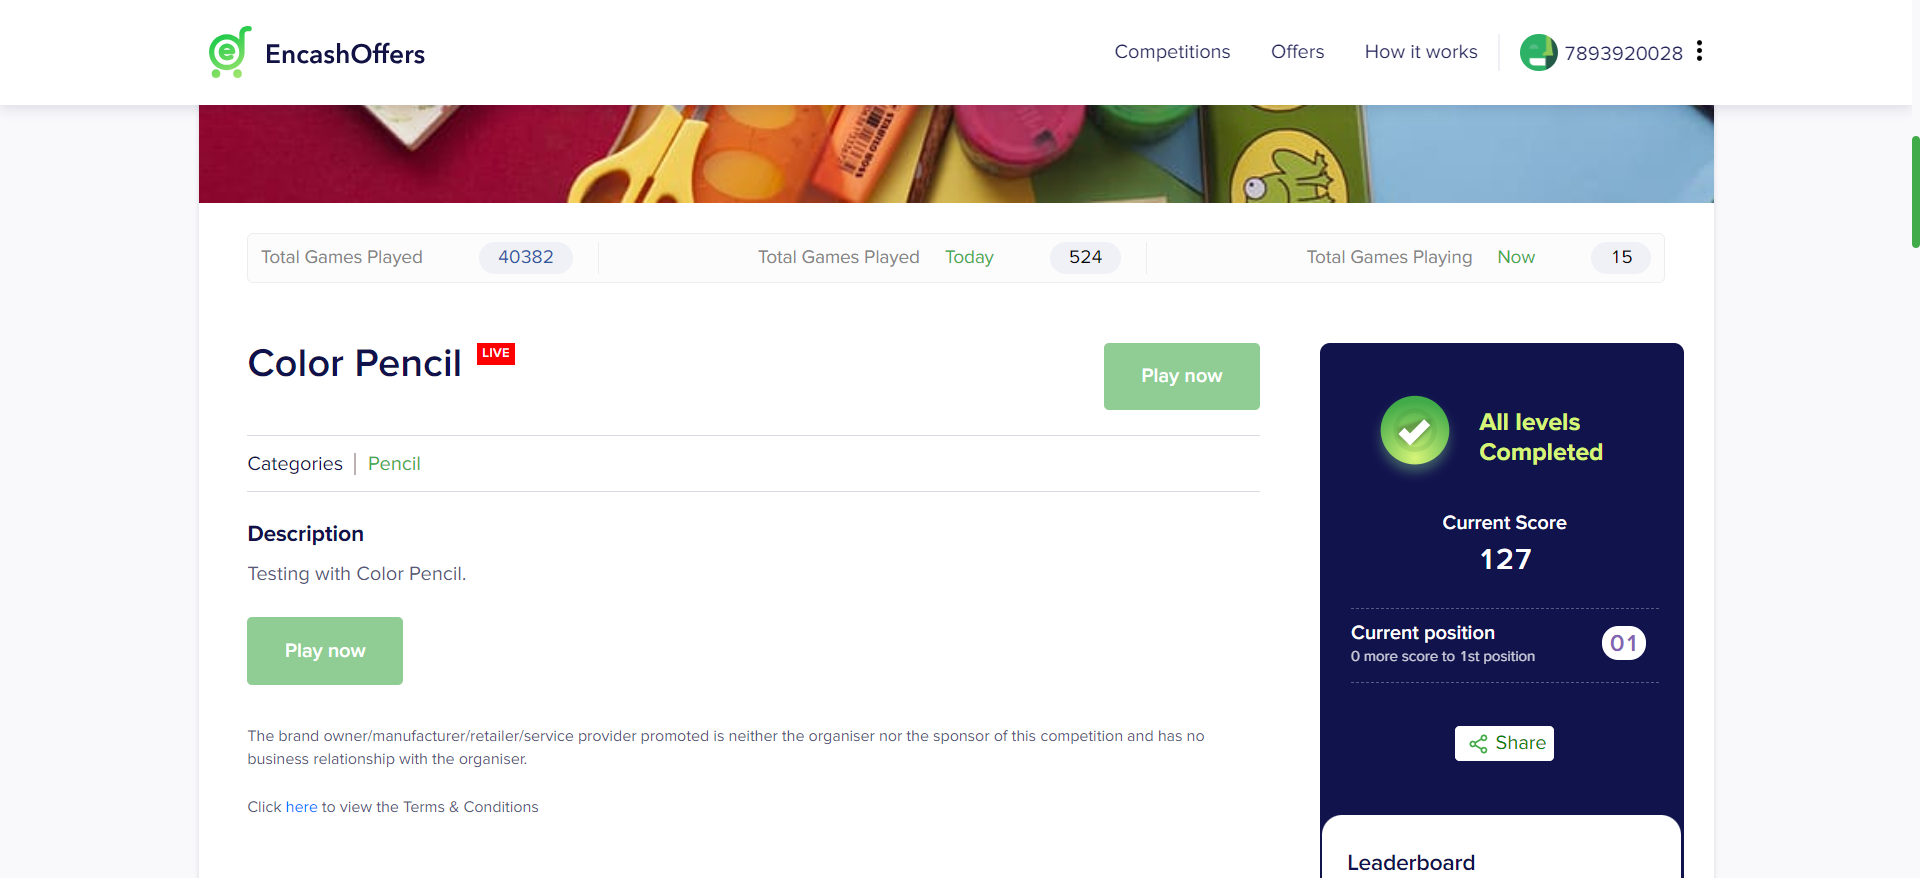 EncashOffers
Competitions
Offers
How it works
7893920028
Total Games Played 40382
Total Games Played Today 524
Total Games Playing Now 15
Color Pencil LIVE
Play now
Categories | Pencil
Description
Testing with Color Pencil.
Play now
The brand owner/manufacturer/retailer/service provider promoted is neither the organiser nor the sponsor of this competition and has no
business relationship with the organiser.
Click here to view the Terms & Conditions
All levels
Completed
Current Score
127
Current position
0 more score to 1st position
01
Share
Leaderboard